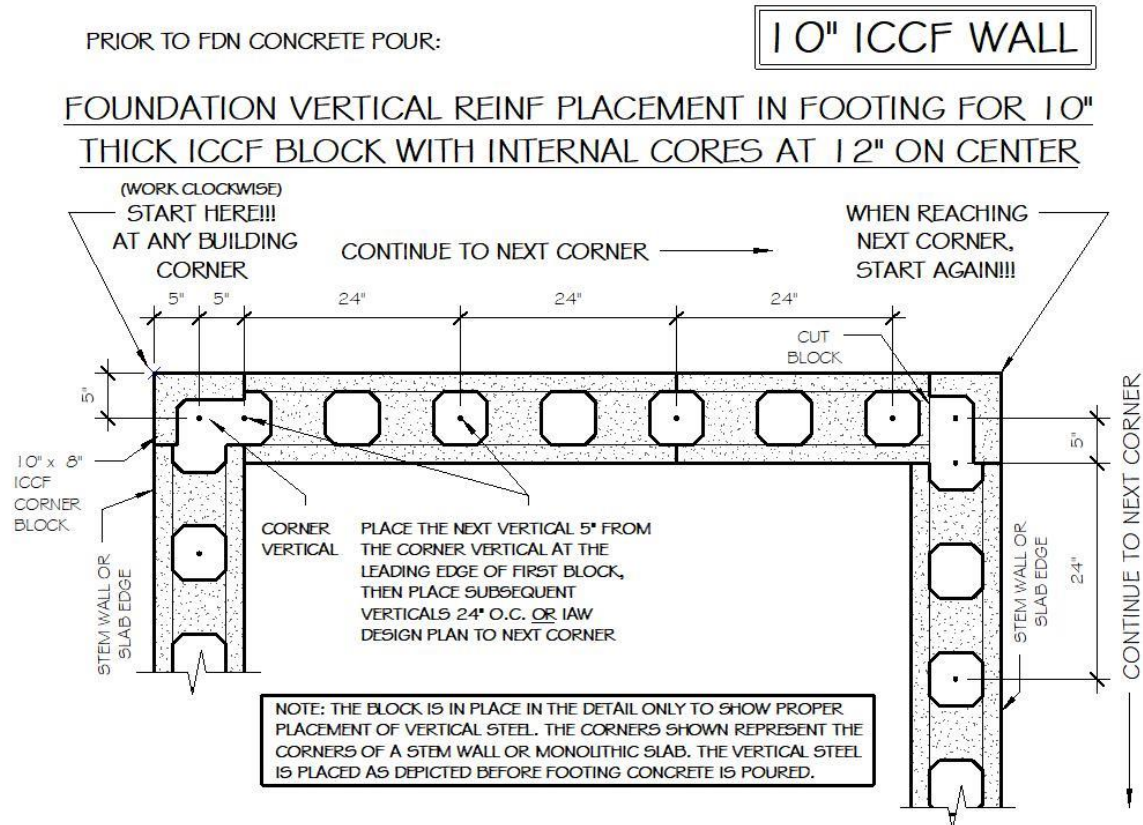 PRIOR TO FDN CONCRETE POUR:
10" ICCF WALL
FOUNDATION VERTICAL REINF PLACEMENT IN FOOTING FOR 10"
THICK ICCF BLOCK WITH INTERNAL CORES AT 12" ON CENTER
(WORK CLOCKWISE)
START HERE!!!
AT ANY BUILDING
CORNER
CONTINUE TO NEXT CORNER
WHEN REACHING
NEXT CORNER,
START AGAIN!!!
5"
5"
24"
24"
24"
CUT
BLOCK
5"
5"
24"
CONTINUE TO NEXT CORNER
10" x 8"
ICCF
CORNER
BLOCK
STEM WALL OR
SLAB EDGE
CORNER
VERTICAL
PLACE THE NEXT VERTICAL 5" FROM
THE CORNER VERTICAL AT THE
LEADING EDGE OF FIRST BLOCK,
THEN PLACE SUBSEQUENT
VERTICALS 24" O.C. OR IAW
DESIGN PLAN TO NEXT CORNER
STEM WALL OR
SLAB EDGE
NOTE: THE BLOCK IS IN PLACE IN THE DETAIL ONLY TO SHOW PROPER
PLACEMENT OF VERTICAL STEEL. THE CORNERS SHOWN REPRESENT THE
CORNERS OF A STEM WALL OR MONOLITHIC SLAB. THE VERTICAL STEEL
IS PLACED AS DEPICTED BEFORE FOOTING CONCRETE IS POURED.